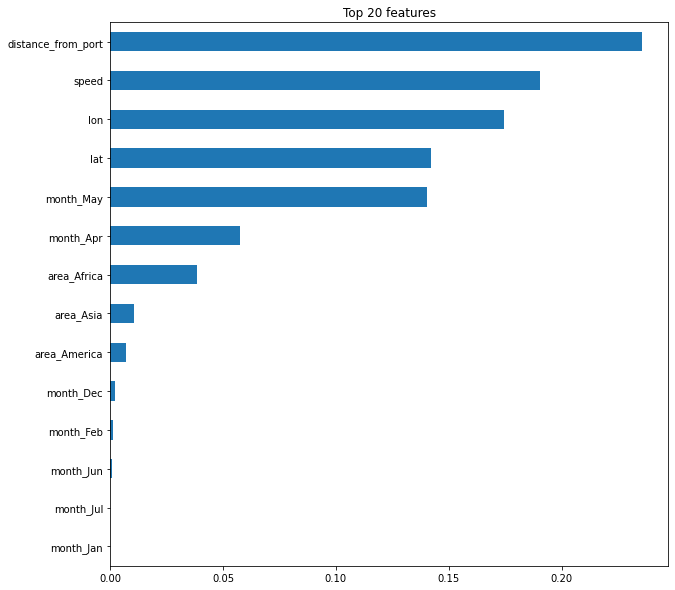 Top 20 features
distance_from_port
speed
lon
lat
month_May
month_Apr
area_Africa
area_Asia
area_America
month_Dec
month_Feb
month_Jun
month_Jul
month_Jan
0.00 0.05 0.10 0.15 0.20